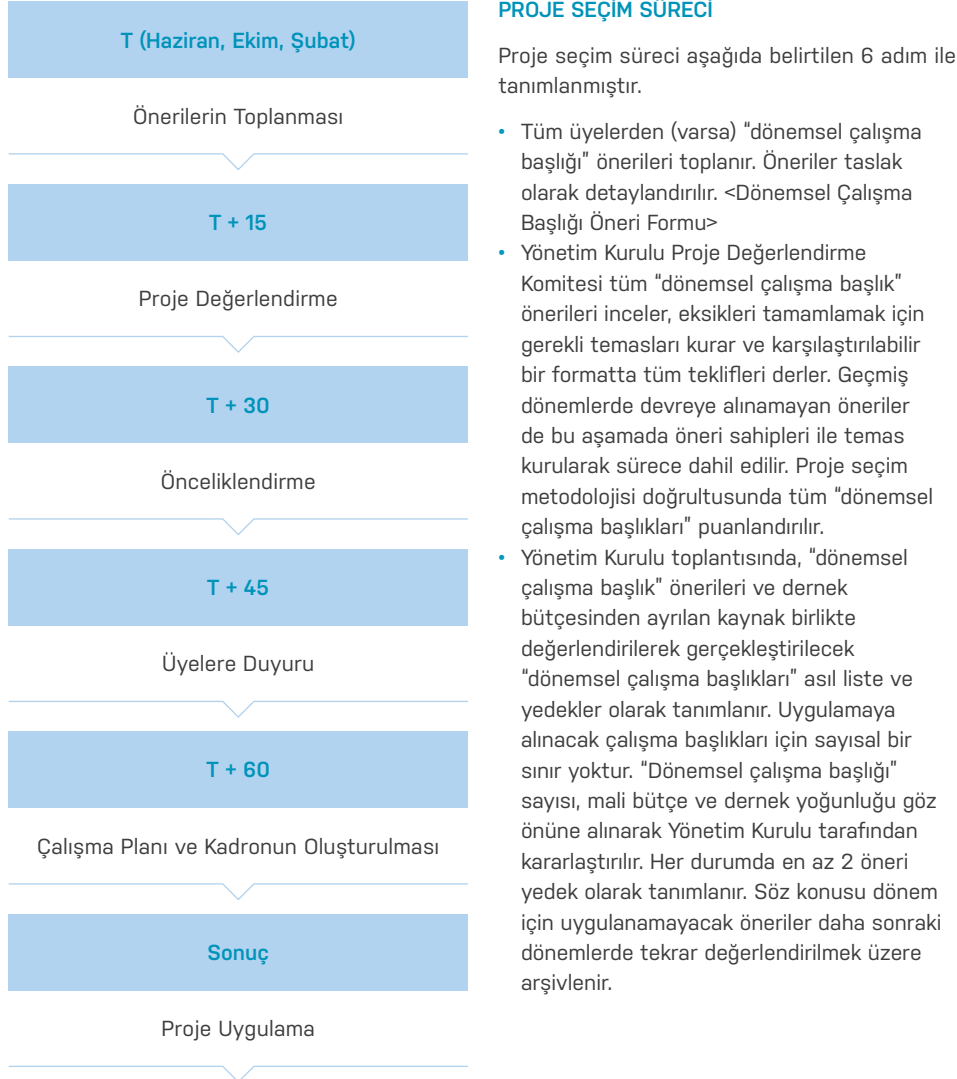 T (Haziran, Ekim, Şubat)
Önerilerin Toplanması
T + 15
Proje Değerlendirme
T + 30
Önceliklendirme
T + 45
Üyelere Duyuru
T + 60
Çalışma Planı ve Kadronun Oluşturulması
Sonuç
Proje Uygulama
PROJE SEÇİM SÜRECİ
Proje seçim süreci aşağıda belirtilen 6 adım ile
tanımlanmıştır.
• Tüm üyelerden (varsa) “dönemsel çalışma
başlığı” önerileri toplanır. Öneriler taslak
olarak detaylandırılır. <Dönemsel Çalışma
Başlığı Öneri Formu>
• Yönetim Kurulu Proje Değerlendirme
Komitesi tüm “dönemsel çalışma başlık”
önerileri inceler, eksikleri tamamlamak için
gerekli temasları kurar ve karşılaştırılabilir
bir formatta tüm teklifleri derler. Geçmiş
dönemlerde devreye alınamayan öneriler
de bu aşamada öneri sahipleri ile temas
kurularak sürece dahil edilir. Proje seçim
metodolojisi doğrultusunda tüm “dönemsel
çalışma başlıkları” puanlandırılır.
• Yönetim Kurulu toplantısında, “dönemsel
çalışma başlık” önerileri ve dernek
bütçesinden ayrılan kaynak birlikte
değerlendirilerek gerçekleştirilecek
“dönemsel çalışma başlıkları” asıl liste ve
yedekler olarak tanımlanır. Uygulamaya
alınacak çalışma başlıkları için sayısal bir
sınır yoktur. “Dönemsel çalışma başlığı”
sayısı, mali bütçe ve dernek yoğunluğu göz
önüne alınarak Yönetim Kurulu tarafından
kararlaştırılır. Her durumda en az 2 öneri
yedek olarak tanımlanır. Söz konusu dönem
için uygulanamayacak öneriler daha sonraki
dönemlerde tekrar değerlendirilmek üzere
arşivlenir.